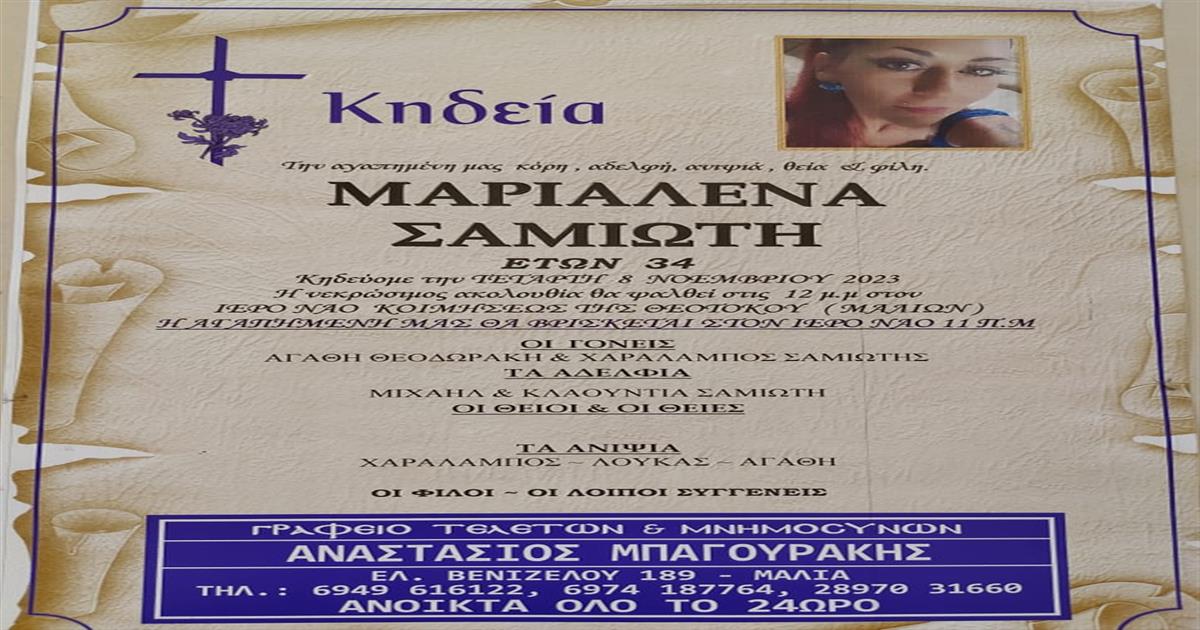 Κηδεία
Την αγαπημένη μας κόρη , αδελφή, ανιψιά , θεία & φίλη.
ΜΑΡΙΑΛΕΝΑ
ΣΑΜΙΩΤΗ
ΕΤΩΝ 34
Κηδεύομε την ΤΕΤΑΡΤΗ 8 ΝΟΕΜΒΡΙΟΥ 2023
Η νεκρώσιμος ακολουθία θα ψαλθεί στις 12 μ.μ στον
ΙΕΡΟ ΝΑΟ ΚΟΙΜΗΣΕΩΣ ΤΗΣ ΘΕΟΤΟΚΟΥ (ΜΑΛΙΩΝ)
Η ΑΓΑΠΗΜΕΝΗ ΜΑΣ ΘΑ ΒΡΙΣΚΕΤΑΙ ΣΤΟΝ ΙΕΡΟ ΝΑΟ 11 Π.Μ
ΟΙ ΓΟΝΕΙΣ
ΑΓΑΘΗ ΘΕΟΔΩΡΑΚΗ & ΧΑΡΑΛΑΜΠΟΣ ΣΑΜΙΩΤΗΣ
ΤΑ ΑΔΕΛΦΙΑ
ΜΙΧΑΗΛ & ΚΛΑΟΥΝΤΙΑ ΣΑΜΙΩΤΗ
ΟΙ ΘΕΙΟΙ & ΟΙ ΘΕΙΕΣ
ΤΑ ΑΝΙΨΙΑ
ΧΑΡΑΛΑΜΠΟΣ ~ ΛΟΥΚΑΣ ~ ΑΓΑΘΗ
ΟΙ ΦΙΛΟΙ ~ ΟΙ ΛΟΙΠΟΙ ΣΥΓΓΕΝΕΙΣ
ΓΡΑΦΕΙΟ ΤΕΛΕΤΩΝ & ΜΝΗΜΟΣΥΝΩΝ
ΑΝΑΣΤΑΣΙΟΣ ΜΠΑΓΟΥΡΑΚΗΣ
ΕΛ. ΒΕΝΙΖΕΛΟΥ 189 - ΜΑΛΙΑ
ΤΗΛ.: 6949 616122, 6974 187764, 28970 31660
ΑΝΟΙΚΤΑ ΟΛΟ ΤΟ 24ΩΡΟ